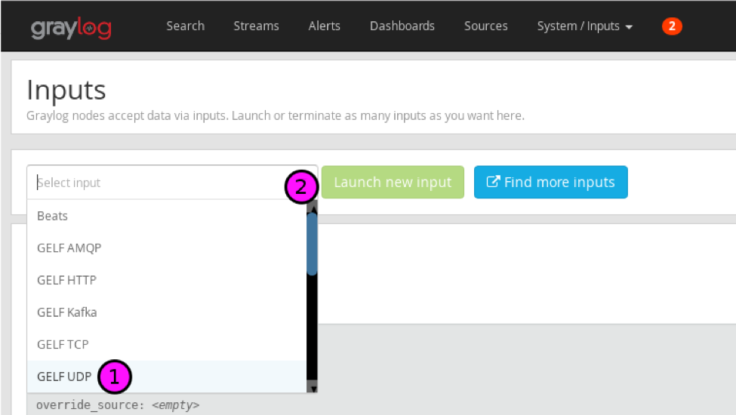 graylog Search Streams Alerts Dashboards Sources System / Inputs 2
Inputs
Graylog nodes accept data via inputs. Launch or terminate as many inputs as you want here.
Select input 2 Launch new input Find more inputs
Beats
GELF AMQP
GELF HTTP
GELF Kafka
GELF TCP
GELF UDP 1
override_source: <empty>